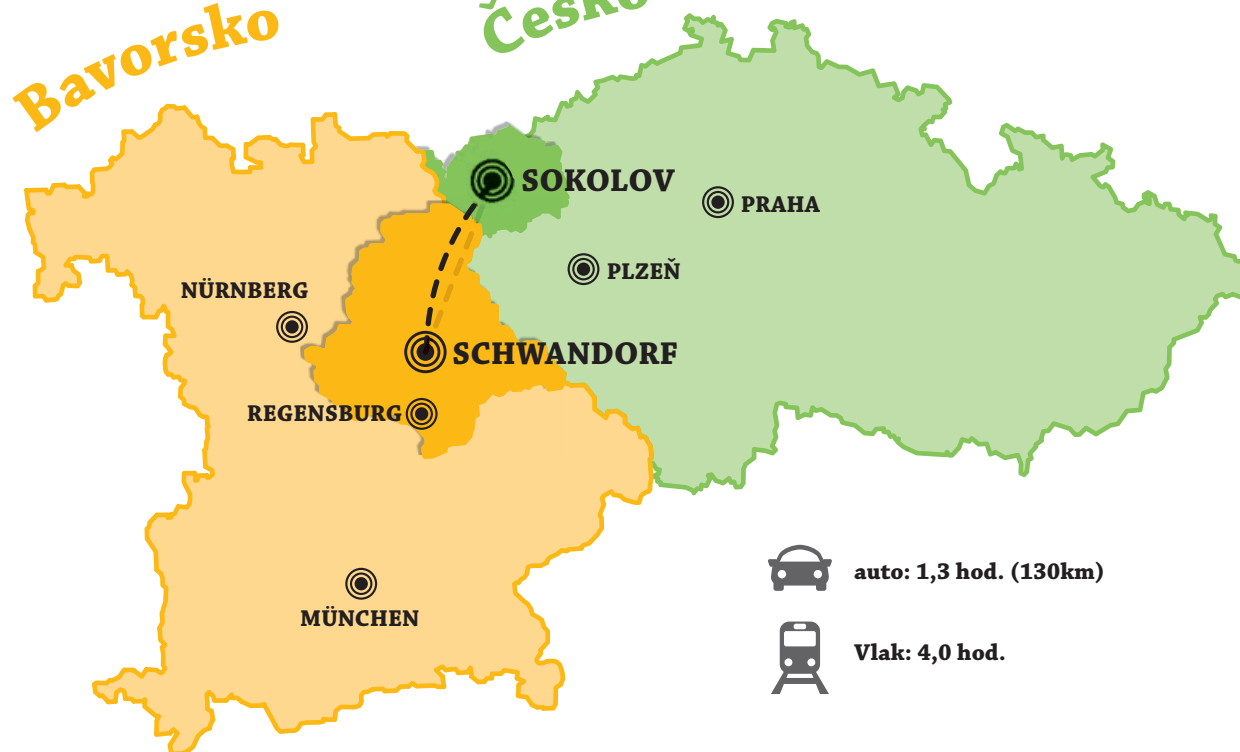 Bavorsko
Česko
SOKOLOV
PRAHA
PLZEŇ
NÜRNBERG
SCHWANDORF
REGENSBURG
MÜNCHEN
auto: 1,3 hod. (130km)
Vlak: 4,0 hod.